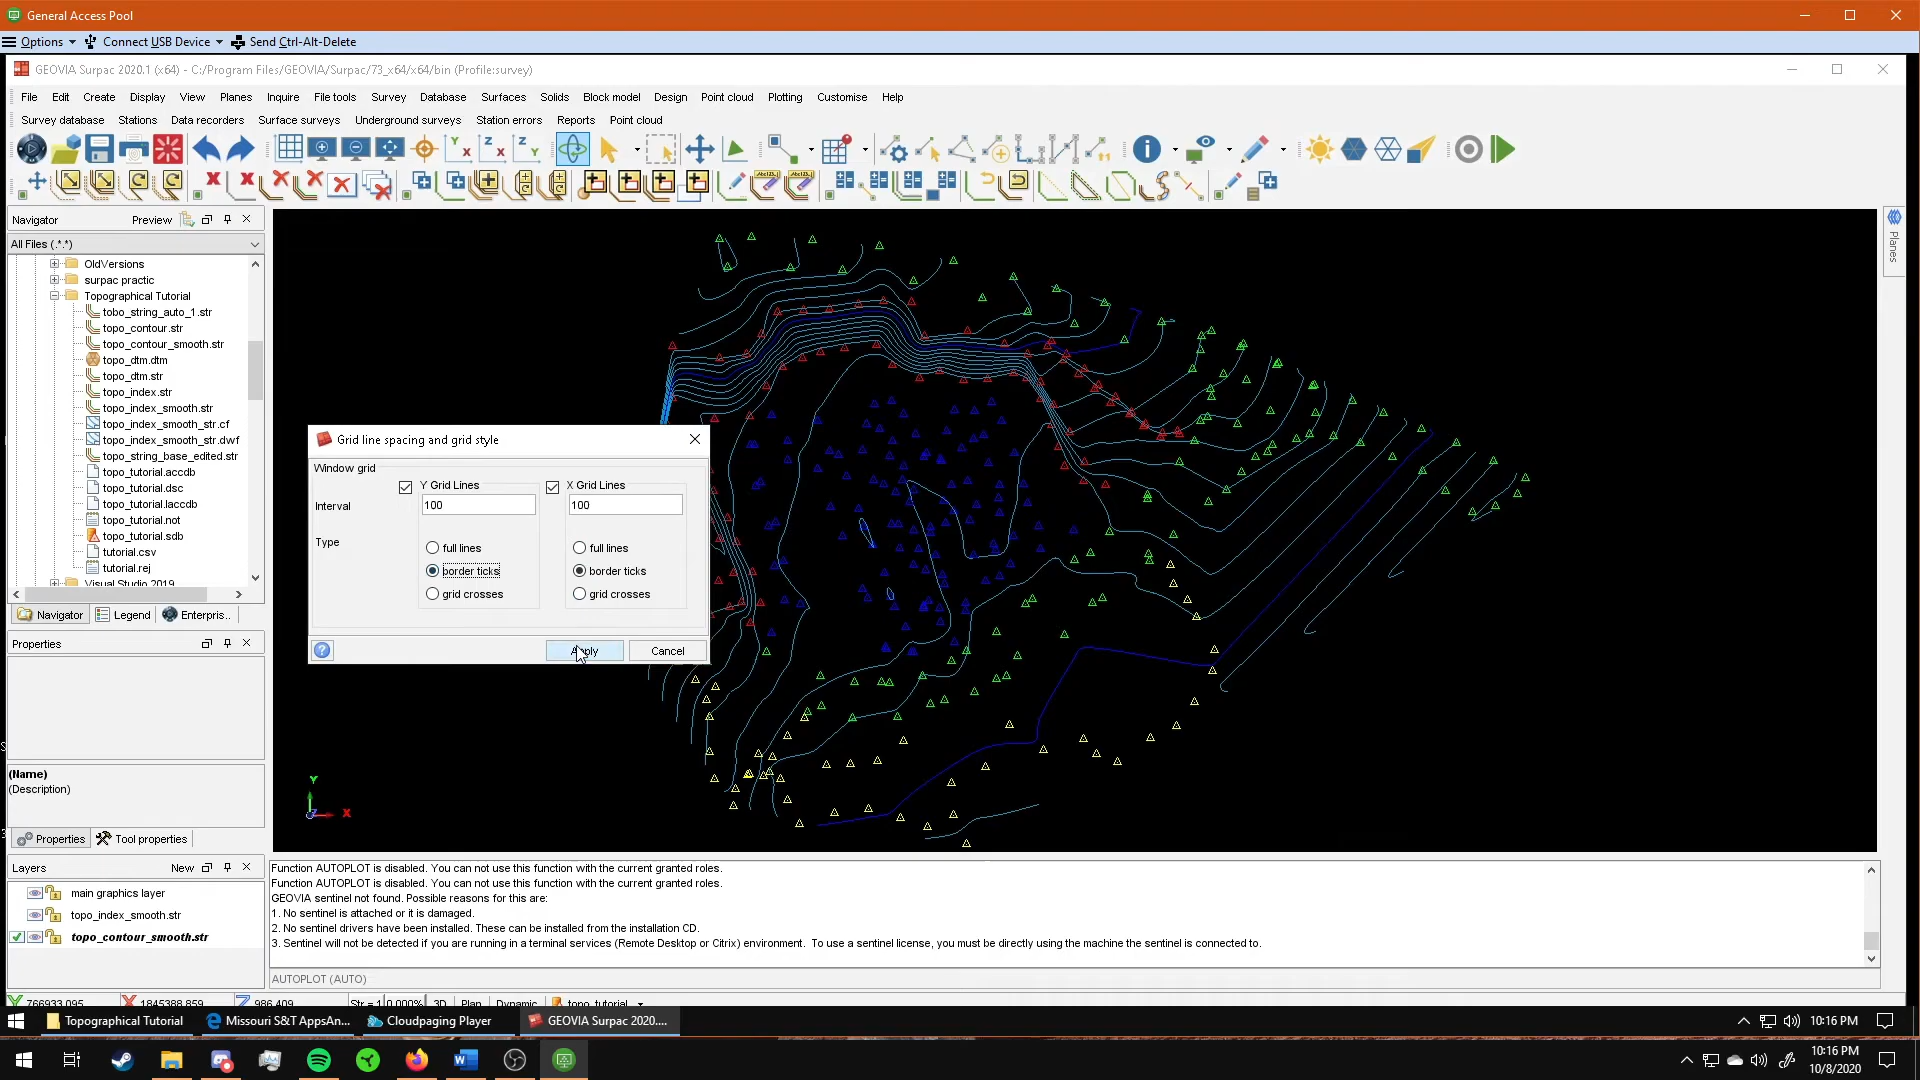 General Access Pool
Options Connect USB Device Send Ctrl-Alt-Delete
GEOVIA Surpac 2020.1 (x64) - C:/Program Files/GEOVIA/Surpac/73_x64/x64/bin (Profile:survey)
File Edit Create Display View Planes Inquire File tools Survey Database Surfaces Solids Block model Design Point cloud Plotting Customise Help
Survey database Stations Data recorders Surface surveys Underground surveys Station errors Reports Point cloud
Navigator Preview
All Files (.*.*)
OldVersions
surpac practic
Topographical Tutorial
tobo_string_auto_1.str
topo_contour.str
topo_contour_smooth.str
topo_dtm.dtm
topo_dtm.str
topo_index.str
topo_index_smooth.str
topo_index_smooth_str.cf
topo_index_smooth_str.dwf
topo_string_base_edited.str
topo_tutorial.accdb
topo_tutorial.dsc
topo_tutorial.laccdb
topo_tutorial.not
topo_tutorial.sdb
tutorial.csv
tutorial.rej
Visual Studio 2019
Navigator Legend Enterpris..
Properties
(Name)
(Description)
Properties Tool properties
Layers New
main graphics layer
topo_index_smooth.str
topo_contour_smooth.str
Planes
Grid line spacing and grid style
Window grid
Y Grid Lines X Grid Lines
Interval 100 100
Type
full lines full lines
border ticks border ticks
grid crosses grid crosses
Apply Cancel
Y
Z X
Function AUTOPLOT is disabled. You can not use this function with the current granted roles.
Function AUTOPLOT is disabled. You can not use this function with the current granted roles.
GEOVIA sentinel not found. Possible reasons for this are:
1. No sentinel is attached or it is damaged.
2. No sentinel drivers have been installed. These can be installed from the installation CD.
3. Sentinel will not be detected if you are running in a terminal services (Remote Desktop or Citrix) environment. To use a sentinel license, you must be directly using the machine the sentinel is connected to.
AUTOPLOT (AUTO)
Y 766933.095 X 1845388.859 Z 986.409 Str = 1 0.000% 3D Plan Dynamic topo_tutorial
Topographical Tutorial Missouri S&T AppsAn... Cloudpaging Player GEOVIA Surpac 2020.... 10:16 PM
10:16 PM
10/8/2020